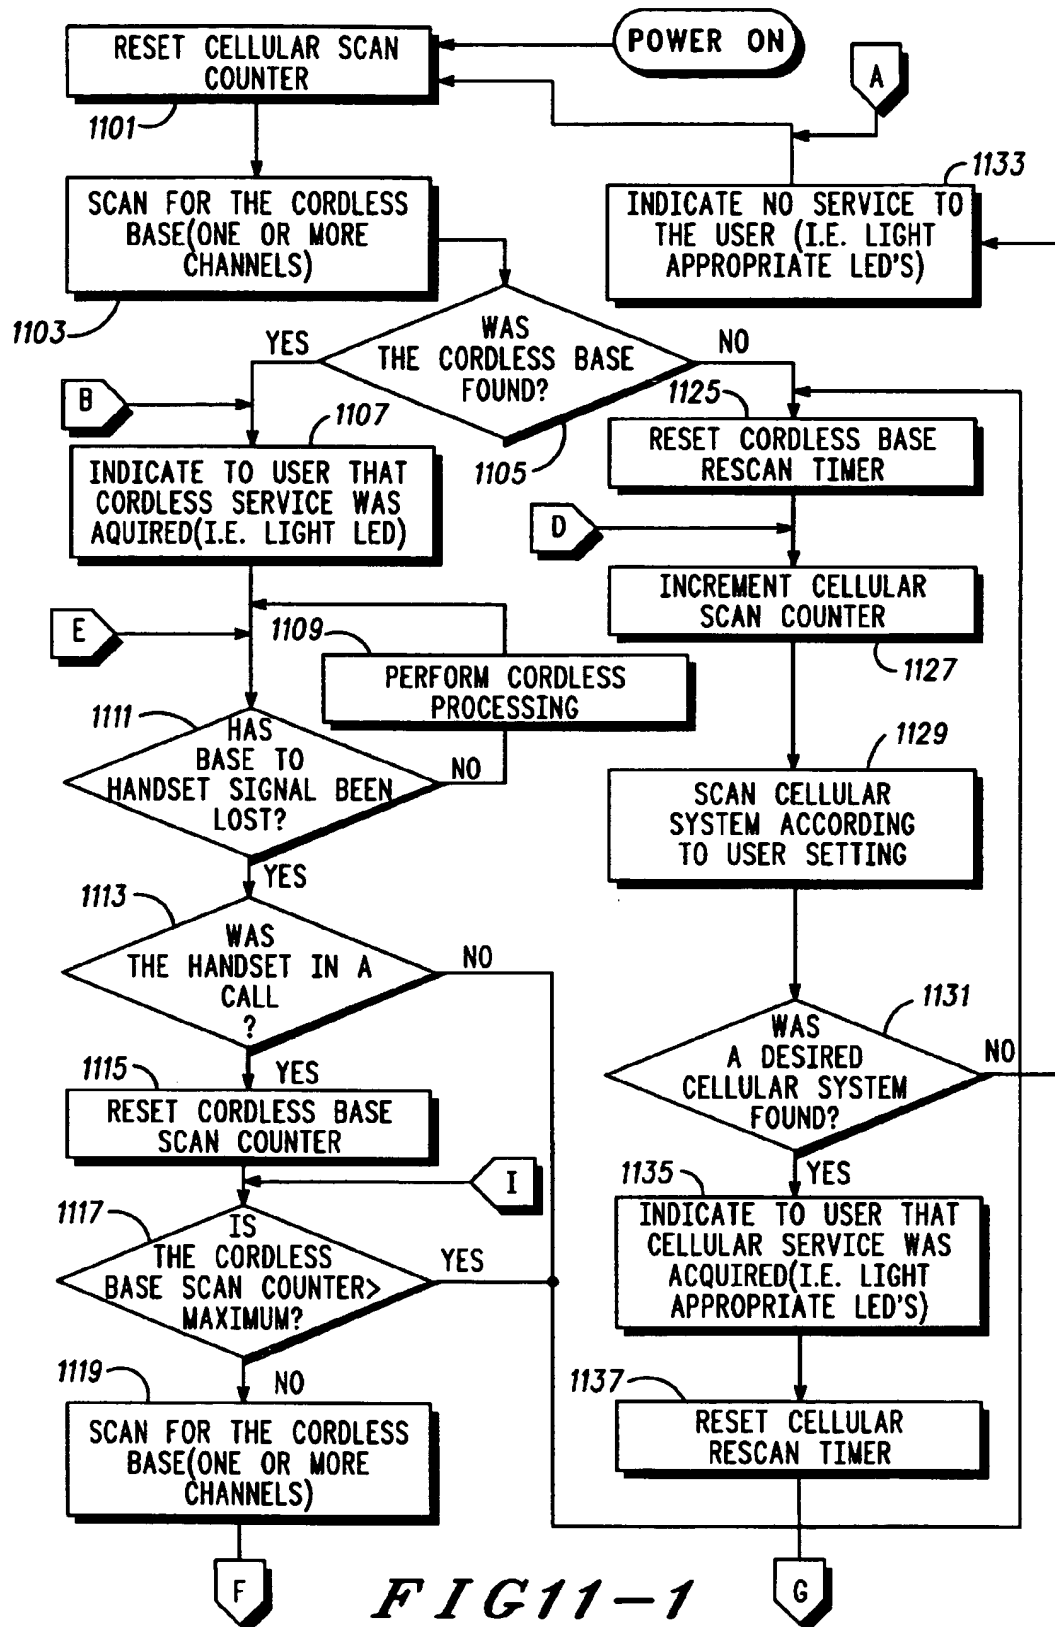 RESET CELLULAR SCAN
COUNTER
POWER ON
A
1101
SCAN FOR THE CORDLESS
BASE(ONE OR MORE
CHANNELS)
1103
1133
INDICATE NO SERVICE TO
THE USER (I.E. LIGHT
APPROPRIATE LED'S)
WAS
THE CORDLESS BASE
FOUND?
YES
NO
1105
B
1107
INDICATE TO USER THAT
CORDLESS SERVICE WAS
AQUIRED(I.E. LIGHT LED)
1125
RESET CORDLESS BASE
RESCAN TIMER
D
INCREMENT CELLULAR
SCAN COUNTER
1127
E
1109
PERFORM CORDLESS
PROCESSING
1111
HAS
BASE TO
HANDSET SIGNAL BEEN
LOST?
NO
YES
1129
SCAN CELLULAR
SYSTEM ACCORDING
TO USER SETTING
1113
WAS
THE HANDSET IN A
CALL
?
NO
YES
1131
WAS
A DESIRED
CELLULAR SYSTEM
FOUND?
NO
YES
1115
RESET CORDLESS BASE
SCAN COUNTER
I
1117
IS
THE CORDLESS
BASE SCAN COUNTER>
MAXIMUM?
YES
NO
1135
INDICATE TO USER THAT
CELLULAR SERVICE WAS
ACQUIRED(I.E. LIGHT
APPROPRIATE LED'S)
1119
SCAN FOR THE CORDLESS
BASE(ONE OR MORE
CHANNELS)
1137
RESET CELLULAR
RESCAN TIMER
F
G
FIG11-1